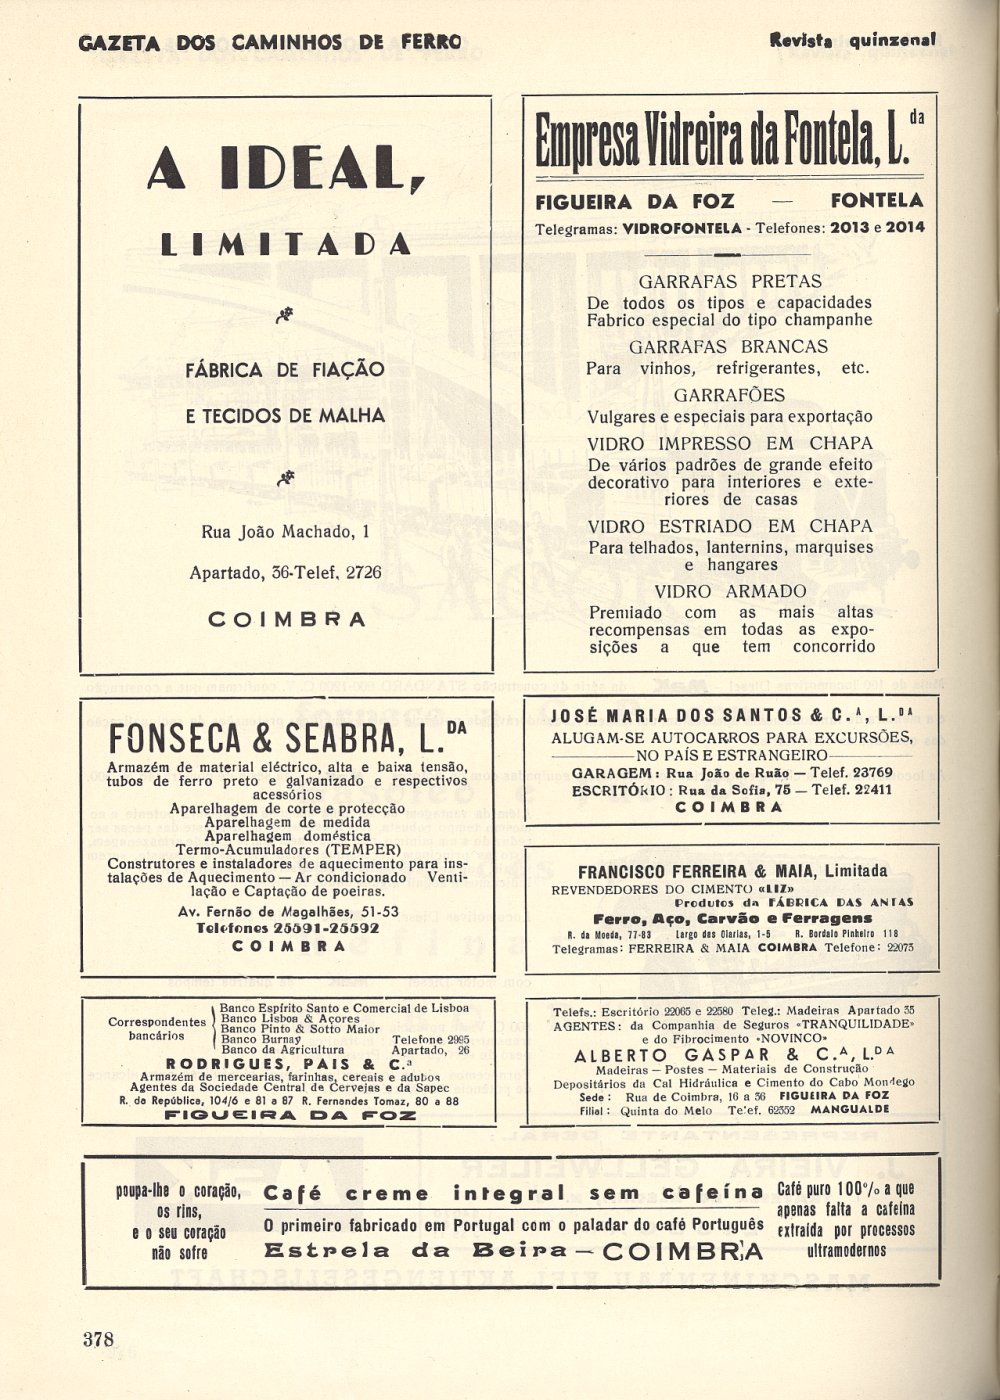 GAZETA DOS CAMINHOS DE FERRO
Revista quinzenal
A IDEAL,
LIMITADA
FÁBRICA DE FIAÇÃO
E TECIDOS DE MALHA
Rua João Machado, 1
Apartado, 36-Telef. 2726
COIMBRA
Empresa Vidreira da Fontela, L.da
FIGUEIRA DA FOZ — FONTELA
Telegramas: VIDROFONTELA - Telefones: 2013 e 2014
GARRAFAS PRETAS
De todos os tipos e capacidades
Fabrico especial do tipo champanhe
GARRAFAS BRANCAS
Para vinhos, refrigerantes, etc.
GARRAFÕES
Vulgares e especiais para exportação
VIDRO IMPRESSO EM CHAPA
De vários padrões de grande efeito
decorativo para interiores e exte-
riores de casas
VIDRO ESTRIADO EM CHAPA
Para telhados, lanternins, marquises
e hangares
VIDRO ARMADO
Premiado com as mais altas
recompensas em todas as expo-
sições a que tem concorrido
FONSECA & SEABRA, L.DA
Armazém de material eléctrico, alta e baixa tensão,
tubos de ferro preto e galvanizado e respectivos
acessórios
Aparelhagem de corte e protecção
Aparelhagem de medida
Aparelhagem doméstica
Termo-Acumuladores (TEMPER)
Construtores e instaladores de aquecimento para ins-
talações de Aquecimento — Ar condicionado Venti-
lação e Captação de poeiras.
Av. Fernão de Magalhães, 51-53
Telefones 25591-25592
COIMBRA
JOSÉ MARIA DOS SANTOS & C.A, L.DA
ALUGAM-SE AUTOCARROS PARA EXCURSÕES,
NO PAÍS E ESTRANGEIRO
GARAGEM: Rua João de Ruão — Telef. 23769
ESCRITÓRIO: Rua da Sofia, 75 — Telef. 22411
COIMBRA
FRANCISCO FERREIRA & MAIA, Limitada
REVENDEDORES DO CIMENTO «LIZ»
Produtos da FÁBRICA DAS ANTAS
Ferro, Aço, Carvão e Ferragens
R. da Moeda, 77-83 Largo das Olarias, 1-5 R. Bordalo Pinheiro 118
Telegramas: FERREIRA & MAIA COIMBRA Telefone: 22073
Correspondentes bancários
Banco Espírito Santo e Comercial de Lisboa
Banco Lisboa & Açores
Banco Pinto & Sotto Maior
Banco Burnay Telefone 2995
Banco da Agricultura Apartado, 26
RODRIGUES, PAIS & C.a
Armazém de mercearias, farinhas, cereais e adubos
Agentes da Sociedade Central de Cervejas e da Sapec
R. da República, 104/6 e 81 a 87 R. Fernandes Tomaz, 80 a 88
FIGUEIRA DA FOZ
Telefs.: Escritório 22065 e 22580 Teleg.: Madeiras Apartado 35
AGENTES: da Companhia de Seguros «TRANQUILIDADE»
e do Fibrocimento «NOVINCO»
ALBERTO GASPAR & C.A, L.DA
Madeiras — Postes — Materiais de Construção
Depositários da Cal Hidráulica e Cimento do Cabo Mondego
Sede: Rua de Coimbra, 16 a 36 FIGUEIRA DA FOZ
Filial: Quinta do Melo Telef. 62352 MANGUALDE
poupa-lhe o coração,
os rins,
e o seu coração
não sofre
Café creme integral sem cafeína
O primeiro fabricado em Portugal com o paladar do café Português
Estrela da Beira — COIMBRA
Café puro 100% a que
apenas falta a cafeína
extraída por processos
ultramodernos
378